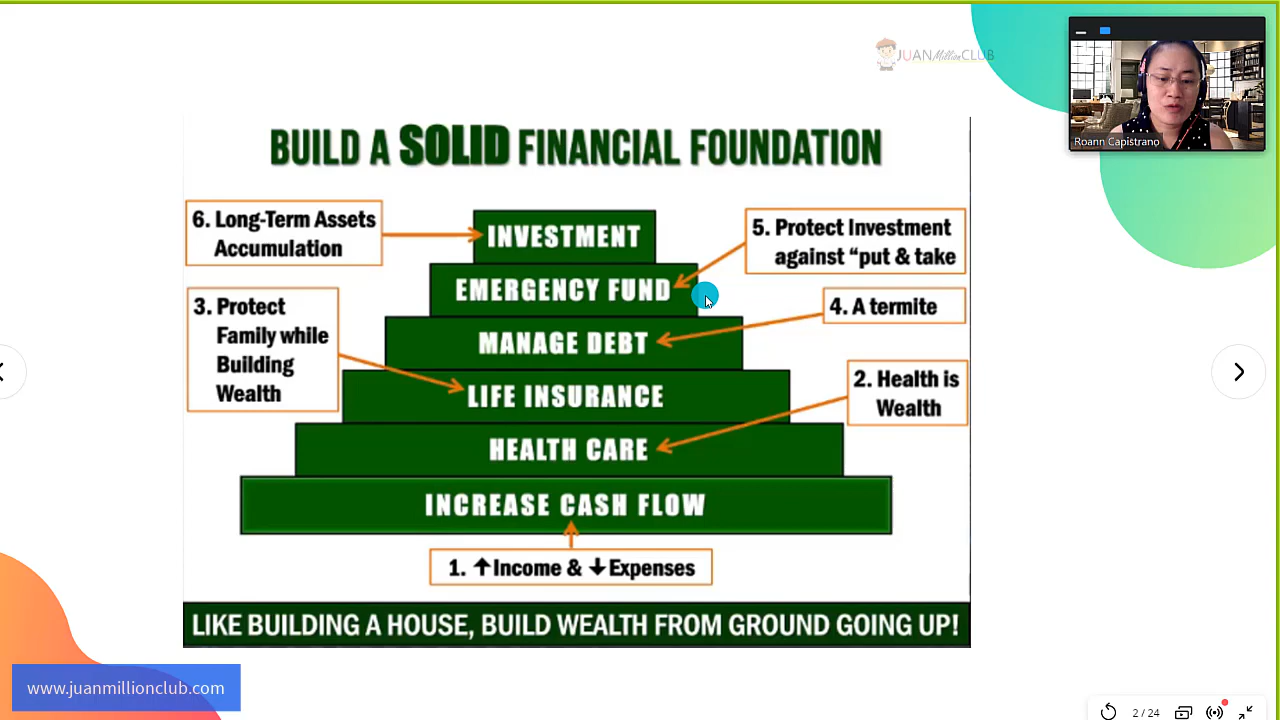 JUAN Million CLUB
Roann Capistrano
BUILD A SOLID FINANCIAL FOUNDATION
6. Long-Term Assets
Accumulation
INVESTMENT
5. Protect Investment
against “put & take
EMERGENCY FUND
3. Protect
Family while
Building
Wealth
4. A termite
MANAGE DEBT
LIFE INSURANCE
2. Health is
Wealth
HEALTH CARE
INCREASE CASH FLOW
1. ↑Income & ↓Expenses
LIKE BUILDING A HOUSE, BUILD WEALTH FROM GROUND GOING UP!
www.juanmillionclub.com
2 / 24